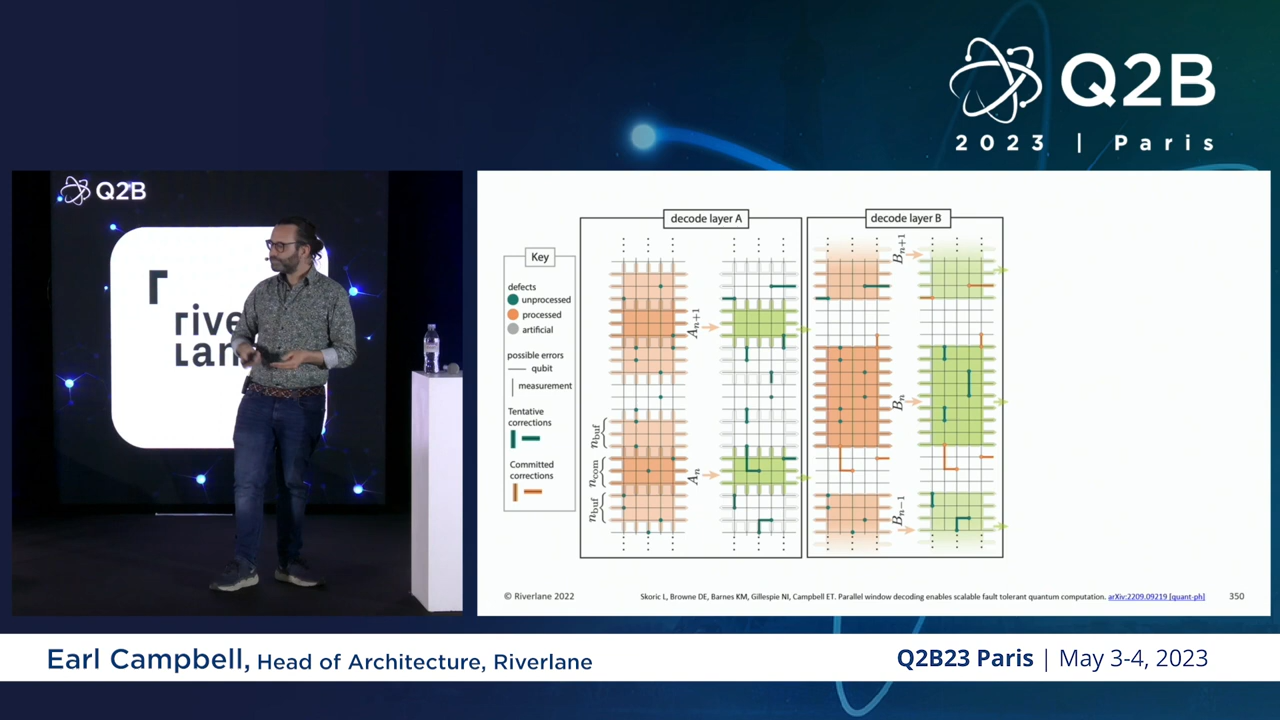 Q2B
2023 | Paris
Q2B
decode layer A
decode layer B
Key
defects
unprocessed
processed
artificial
possible errors
qubit
measurement
Tentative
corrections
Committed
corrections
n_buf
n_com
n_buf
A_n+1
A_n
B_n+1
B_n
B_n−1
© Riverlane 2022
Skoric L, Browne DE, Barnes KM, Gillespie NI, Campbell ET. Parallel window decoding enables scalable fault tolerant quantum computation. arXiv:2209.09219 [quant-ph]
350
Earl Campbell, Head of Architecture, Riverlane
Q2B23 Paris | May 3-4, 2023